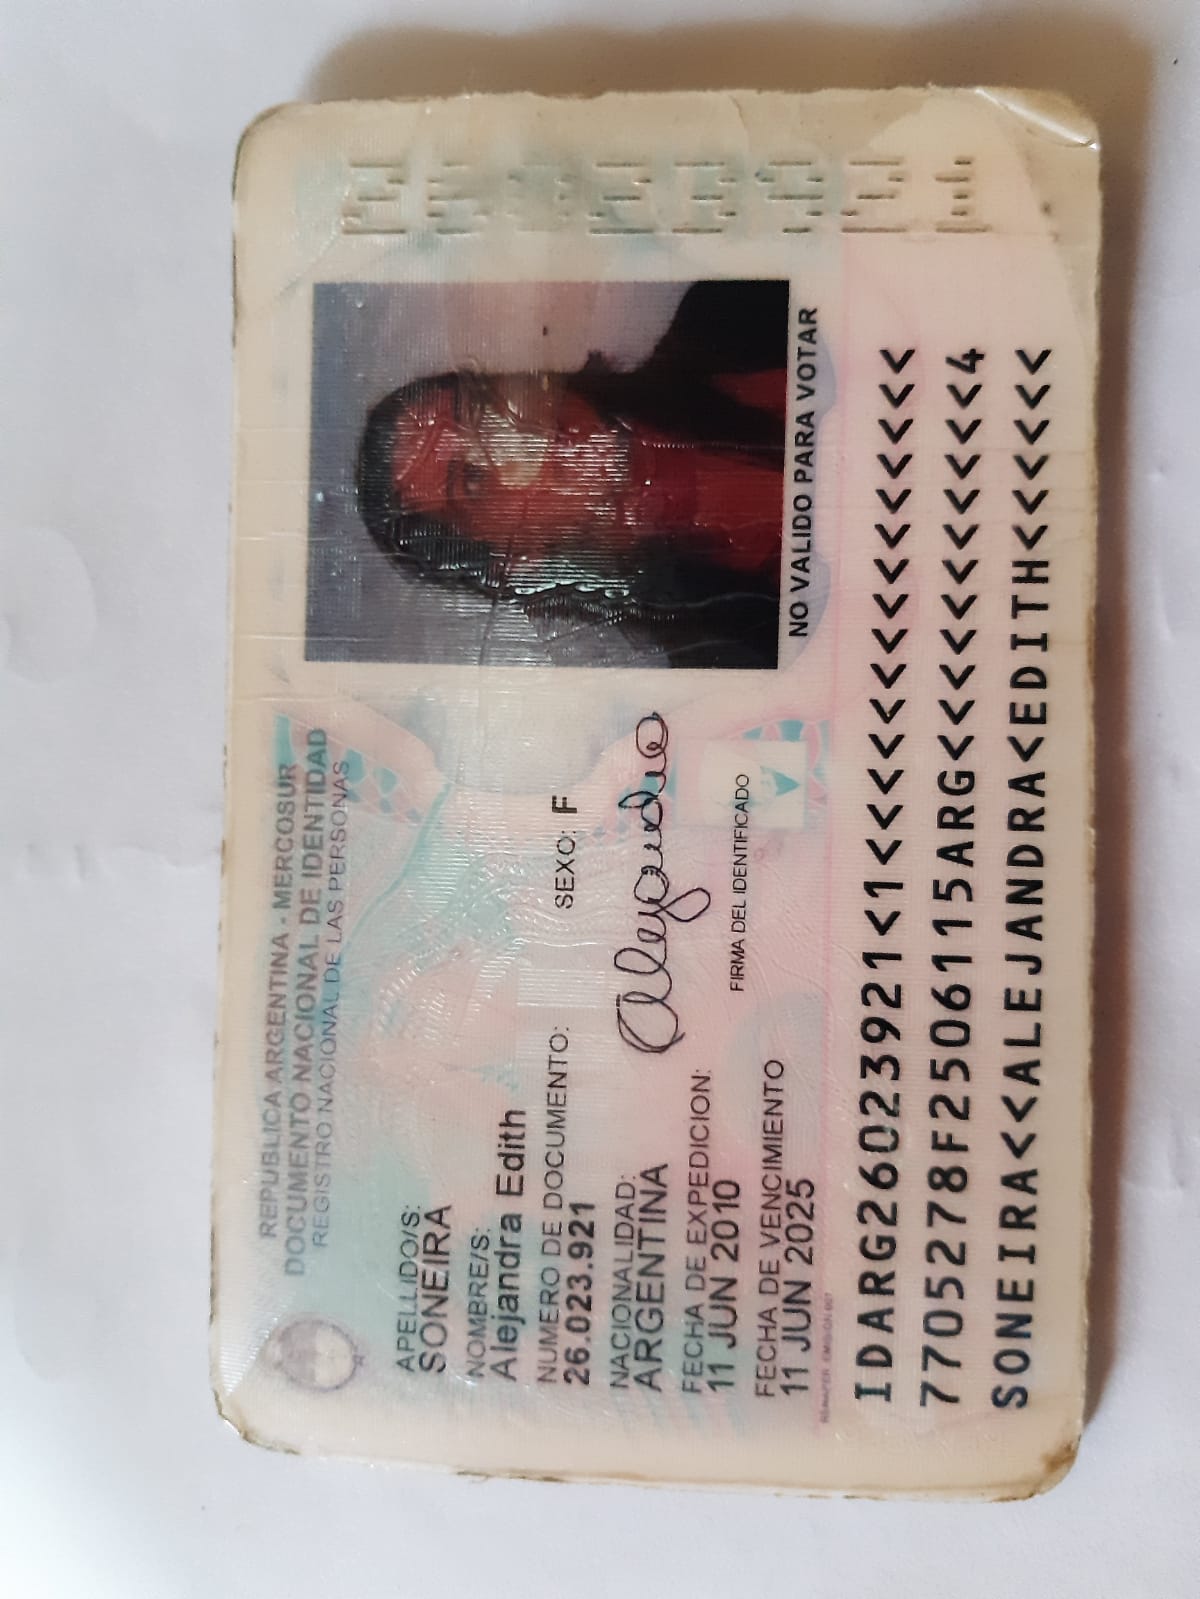 REPUBLICA ARGENTINA - MERCOSUR
DOCUMENTO NACIONAL DE IDENTIDAD
REGISTRO NACIONAL DE LAS PERSONAS
APELLIDO/S:
SONEIRA
NOMBRE/S:
Alejandra Edith
NUMERO DE DOCUMENTO:
26.023.921
SEXO: F
NACIONALIDAD:
ARGENTINA
FECHA DE EXPEDICION:
11 JUN 2010
FECHA DE VENCIMIENTO
11 JUN 2025
Alejandra
FIRMA DEL IDENTIFICADO
NO VALIDO PARA VOTAR
26023921
IDARG26023921<1<<<<<<<<<<<<<<<
7705278F2506115ARG<<<<<<<<<<<4
SONEIRA<<ALEJANDRA<EDITH<<<<<<